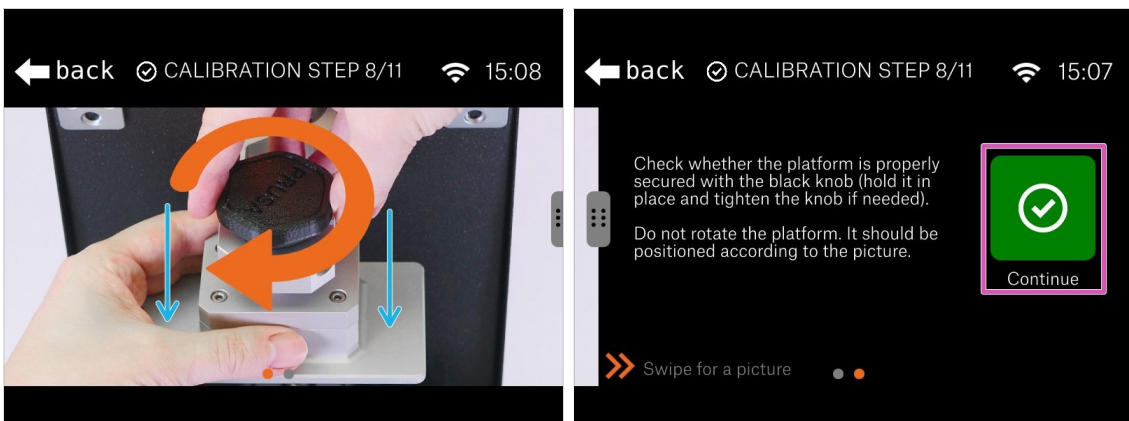 back CALIBRATION STEP 8/11 15:08
PRUSA
back CALIBRATION STEP 8/11 15:07
Check whether the platform is properly
secured with the black knob (hold it in
place and tighten the knob if needed).
Do not rotate the platform. It should be
positioned according to the picture.
Continue
Swipe for a picture